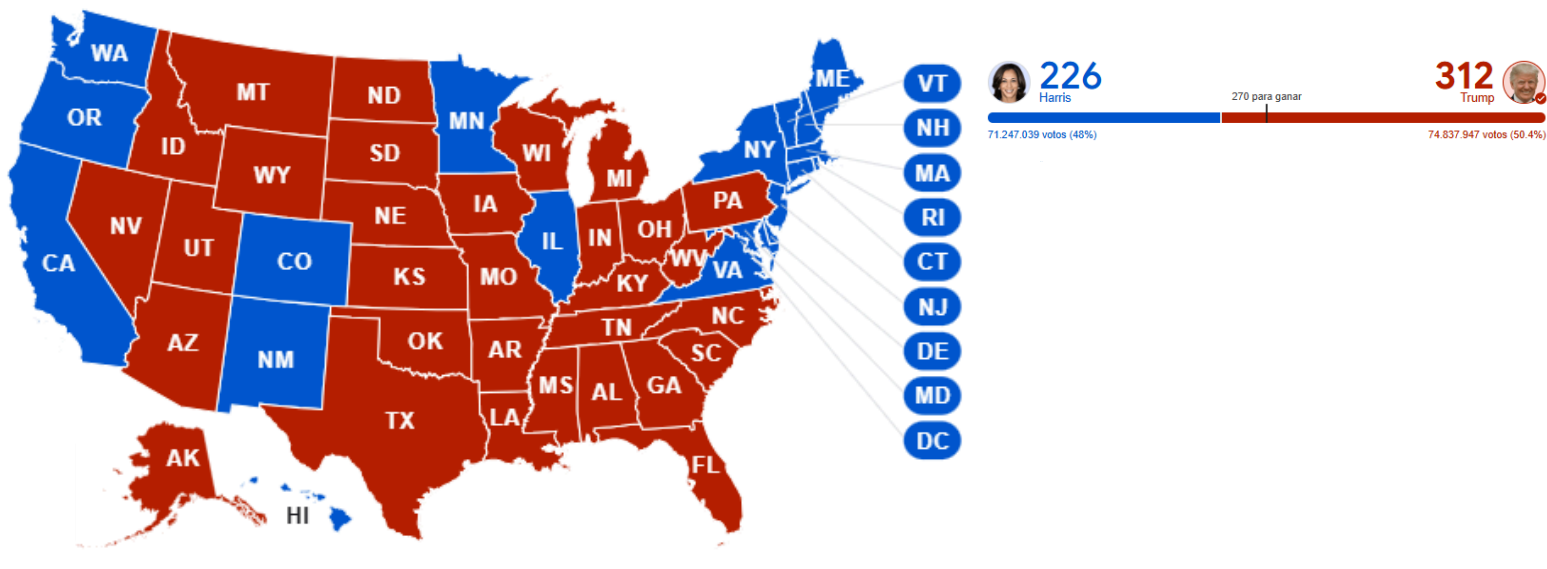 WA
OR
CA
NV
ID
MT
WY
UT
AZ
CO
NM
ND
SD
NE
KS
OK
TX
MN
IA
MO
AR
LA
WI
IL
MI
IN
OH
KY
TN
MS
AL
GA
FL
SC
NC
VA
WV
PA
NY
ME
AK
HI
VT
NH
MA
RI
CT
NJ
DE
MD
DC
226
Harris
270 para ganar
312
Trump
71.247.039 votos (48%)
74.837.947 votos (50.4%)